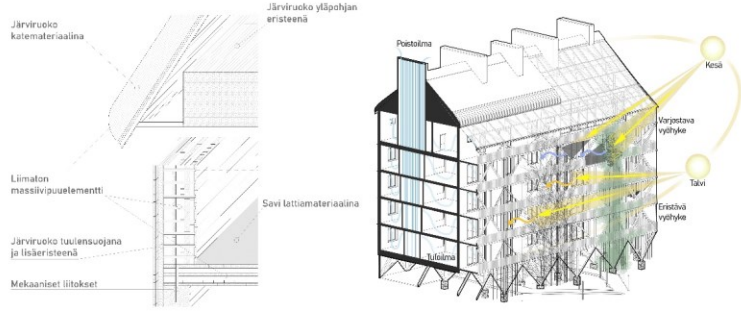 Järviruoko
katemateriaalina
Järviruoko yläpohjan
eristeenä
Liimaton
massiivipuuelementti
Savi lattiamateriaalina
Järviruoko tuulensuojana
ja lisäeristeenä
Mekaaniset liitokset
Poistoilma
Kesä
Varjostava
vyöhyke
Talvi
Eristävä
vyöhyke
Tuloilma